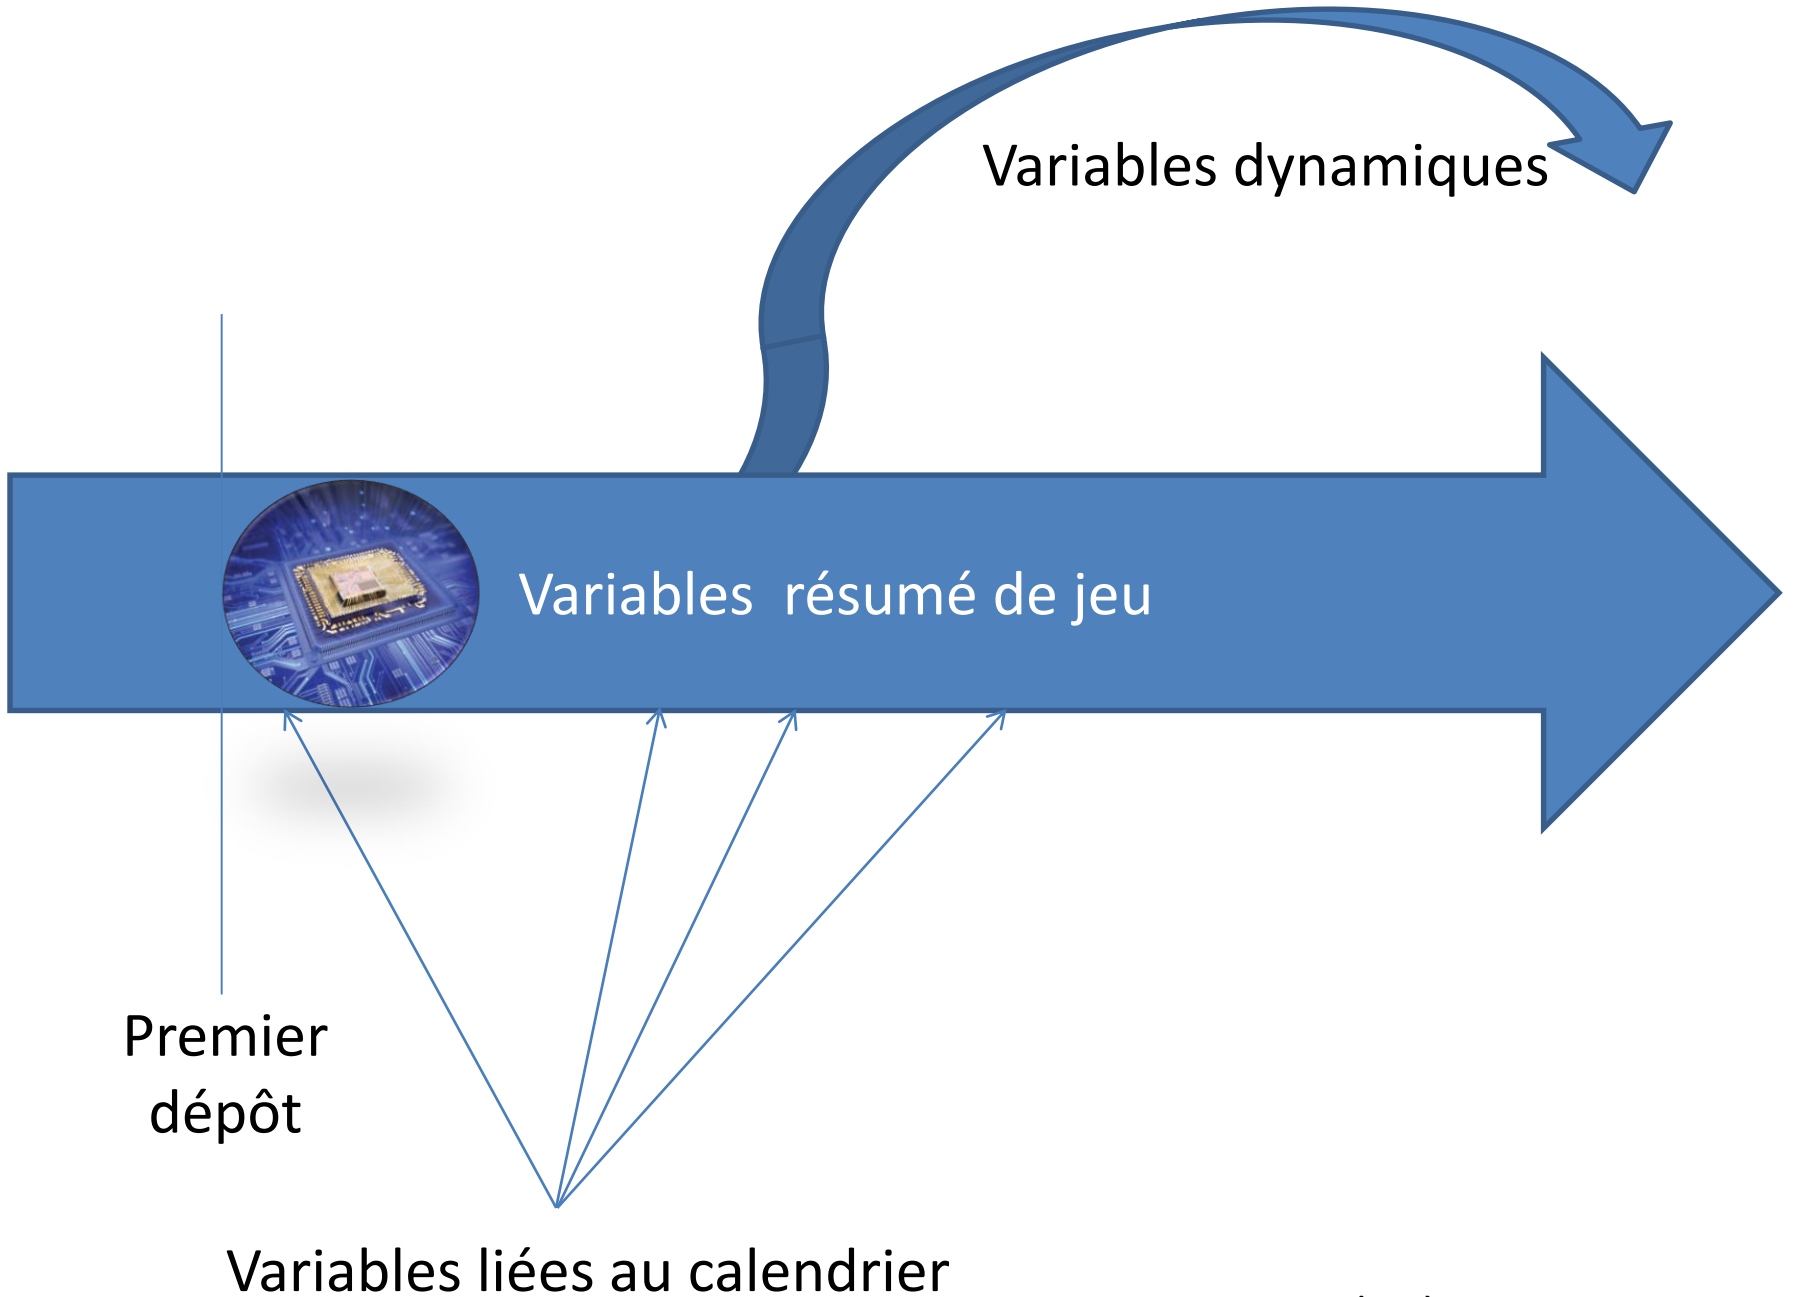 Variables dynamiques
Variables  résumé de jeu
Premier
dépôt
Variables liées au calendrier